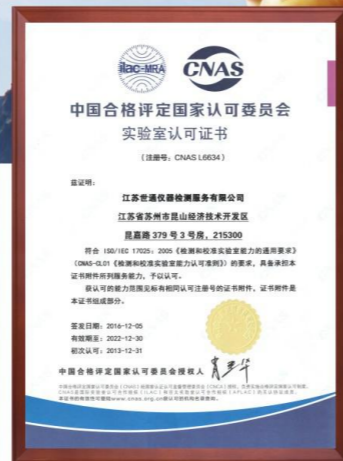 ilac-MRA
CNAS
中国合格评定国家认可委员会
实验室认可证书
（注册号：CNAS L6634）
兹证明：
江苏世通仪器检测服务有限公司
江苏省苏州市昆山经济技术开发区
昆嘉路 379 号 3 号房，215300
符合 ISO/IEC 17025：2005《检测和校准实验室能力的通用要求》
（CNAS-CL01《检测和校准实验室能力认可准则》）的要求，具备承担本
证书附件所列服务能力，予以认可。
获认可的能力范围见标有相同认可注册号的证书附件，证书附件是
本证书组成部分。
签发日期：2016-12-05
有效期至：2022-12-30
初次认可：2013-12-31
中国合格评定国家认可委员会授权人